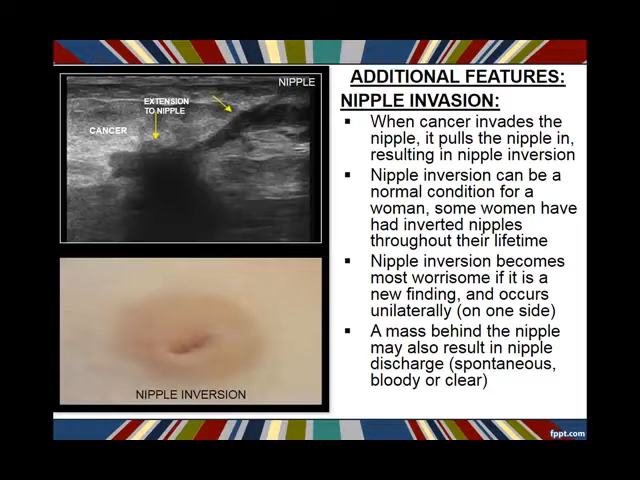 NIPPLE
EXTENSION
TO NIPPLE
CANCER
NIPPLE INVERSION
ADDITIONAL FEATURES:
NIPPLE INVASION:
▪ When cancer invades the
nipple, it pulls the nipple in,
resulting in nipple inversion
▪ Nipple inversion can be a
normal condition for a
woman, some women have
had inverted nipples
throughout their lifetime
▪ Nipple inversion becomes
most worrisome if it is a
new finding, and occurs
unilaterally (on one side)
▪ A mass behind the nipple
may also result in nipple
discharge (spontaneous,
bloody or clear)
fppt.com